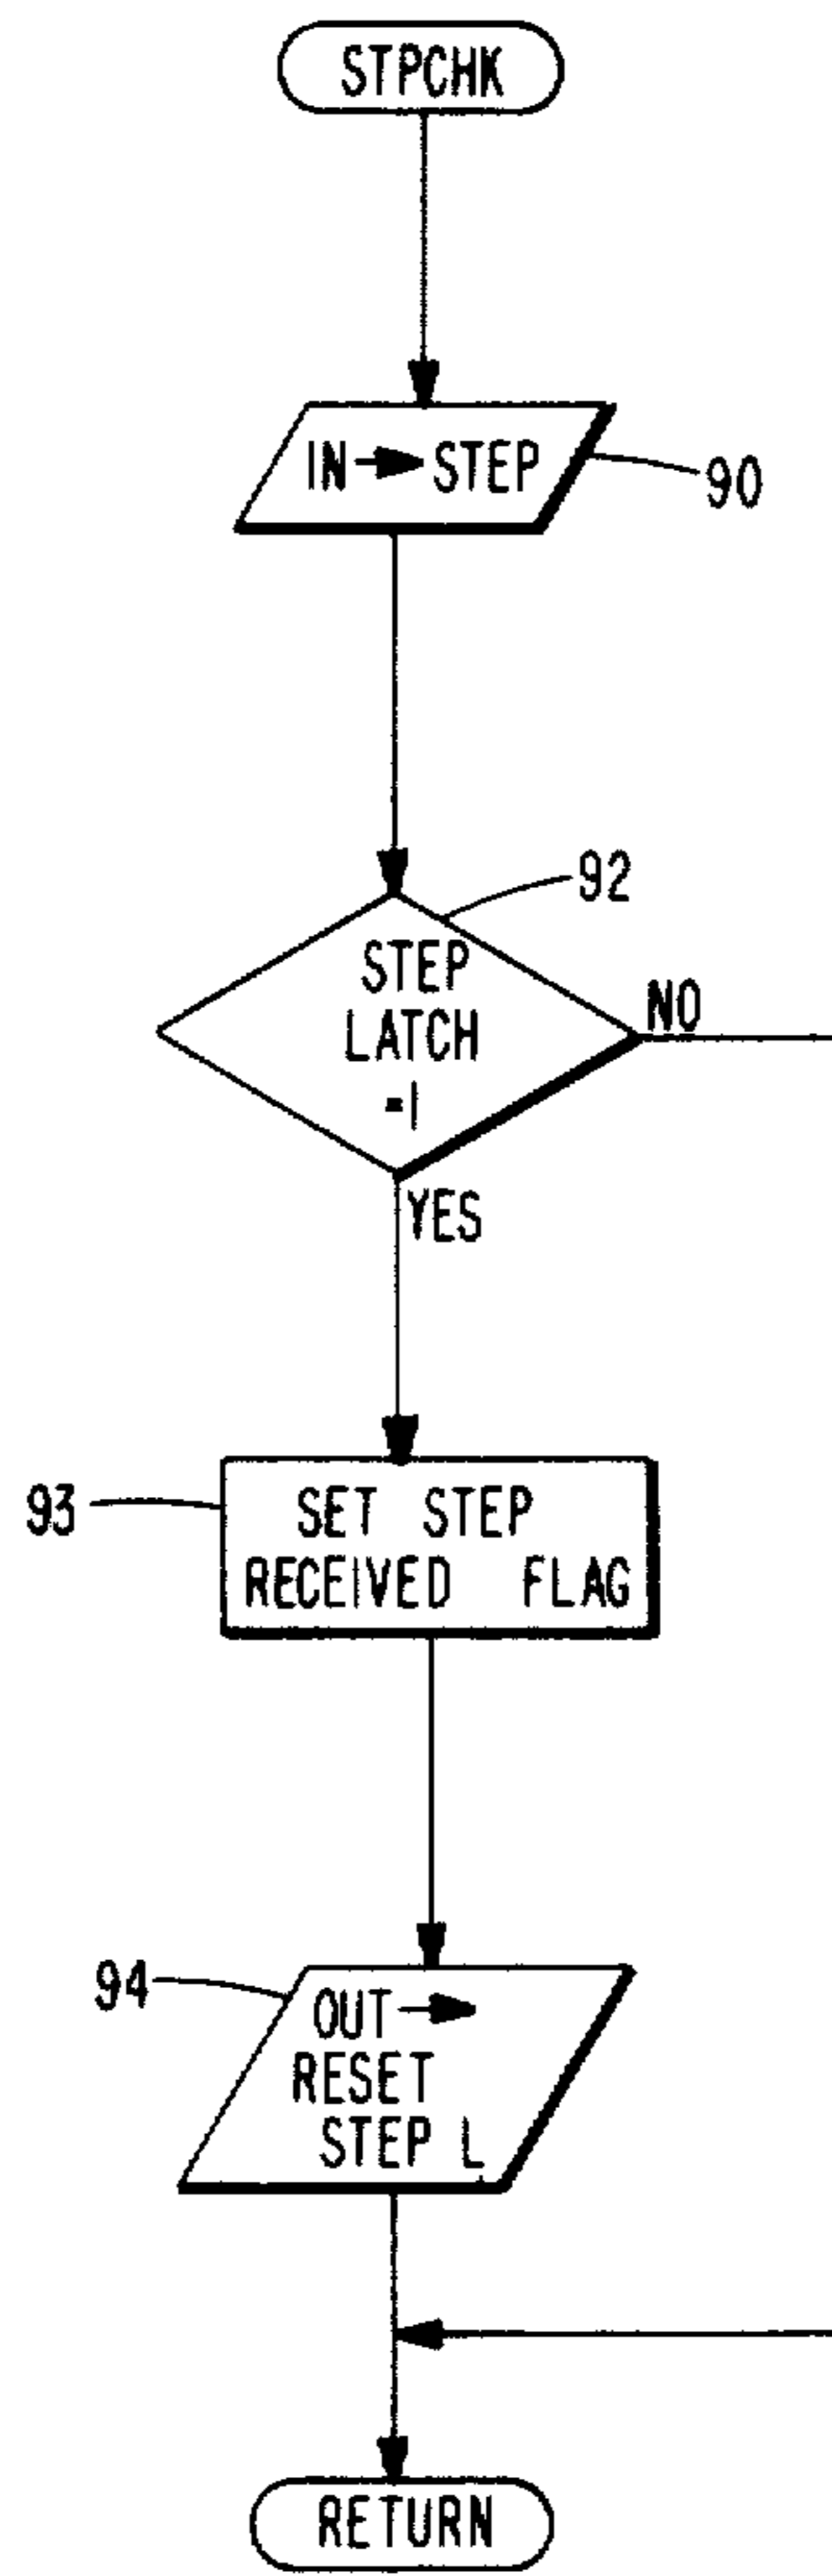 STPCHK
IN → STEP
90
92
STEP
LATCH
=1
NO
YES
93
SET STEP
RECEIVED FLAG
94
OUT →
RESET
STEP L
RETURN